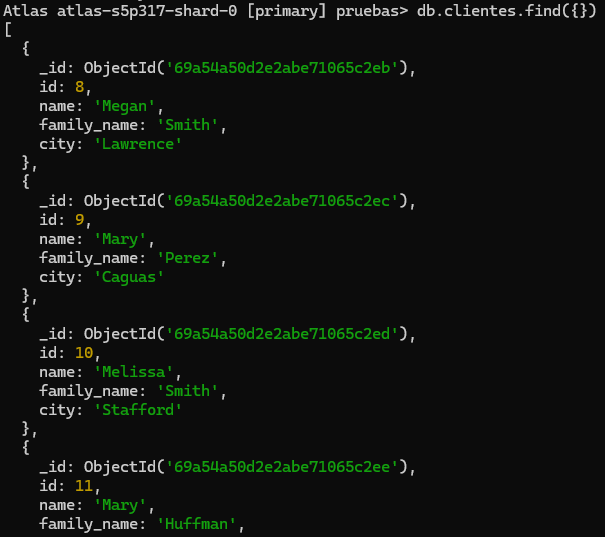 Atlas atlas-s5p317-shard-0 [primary] pruebas> db.clientes.find({})
[
  {
    _id: ObjectId('69a54a50d2e2abe71065c2eb'),
    id: 8,
    name: 'Megan',
    family_name: 'Smith',
    city: 'Lawrence'
  },
  {
    _id: ObjectId('69a54a50d2e2abe71065c2ec'),
    id: 9,
    name: 'Mary',
    family_name: 'Perez',
    city: 'Caguas'
  },
  {
    _id: ObjectId('69a54a50d2e2abe71065c2ed'),
    id: 10,
    name: 'Melissa',
    family_name: 'Smith',
    city: 'Stafford'
  },
  {
    _id: ObjectId('69a54a50d2e2abe71065c2ee'),
    id: 11,
    name: 'Mary',
    family_name: 'Huffman',